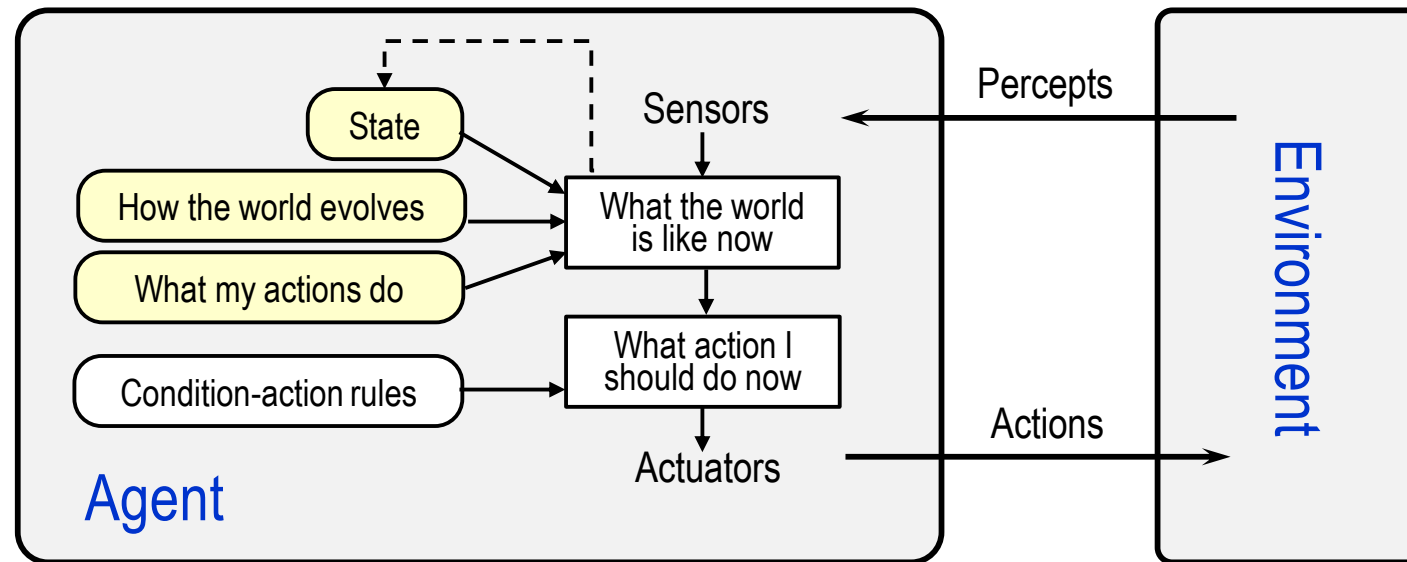 Percepts
Sensors
State
How the world evolves
What the world
is like now
What my actions do
What action I
should do now
Condition-action rules
Actions
Actuators
Agent
Environment